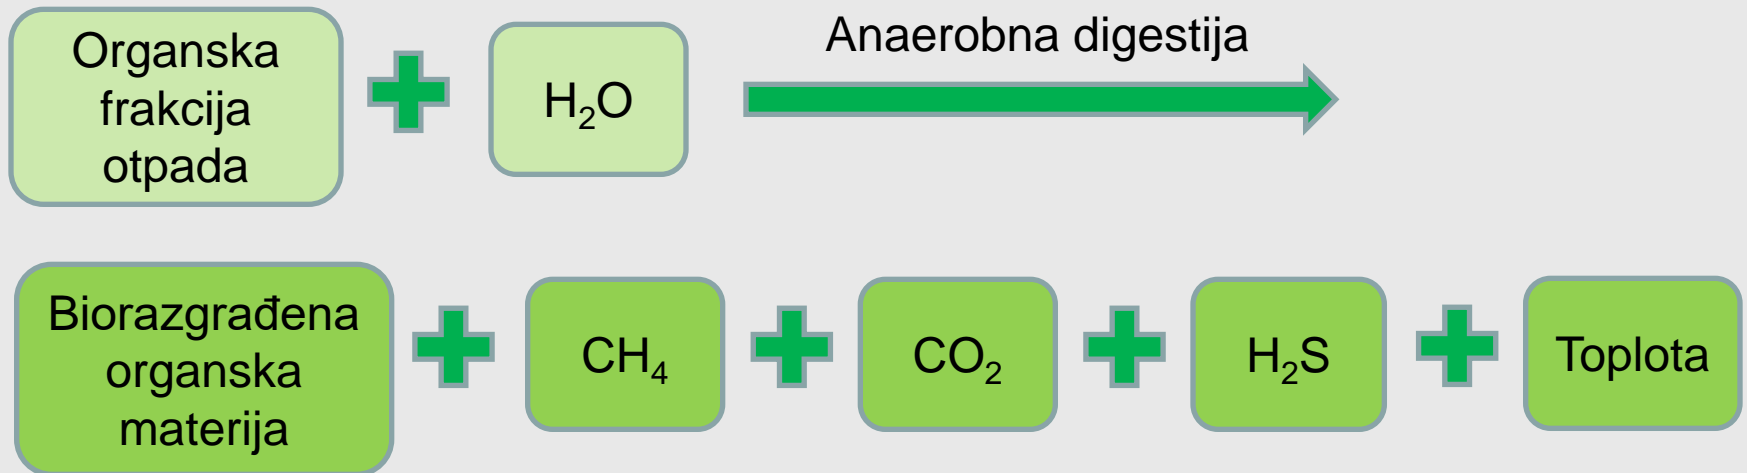 Organska
frakcija
otpada
H₂O
Anaerobna digestija
Biorazgrađena
organska
materija
CH₄
CO₂
H₂S
Toplota